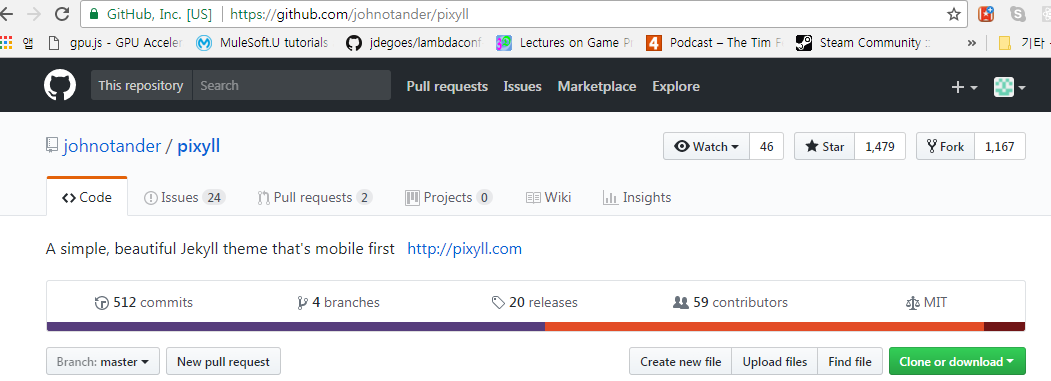 GitHub, Inc. [US] https://github.com/johnotander/pixyll
앱 gpu.js - GPU Acceler MuleSoft.U tutorials jdegoes/lambdaconf Lectures on Game P Podcast – The Tim F Steam Community :: » 기타
This repository Search Pull requests Issues Marketplace Explore
johnotander / pixyll Watch 46 Star 1,479 Fork 1,167
Code Issues 24 Pull requests 2 Projects 0 Wiki Insights
A simple, beautiful Jekyll theme that's mobile first http://pixyll.com
512 commits 4 branches 20 releases 59 contributors MIT
Branch: master New pull request Create new file Upload files Find file Clone or download